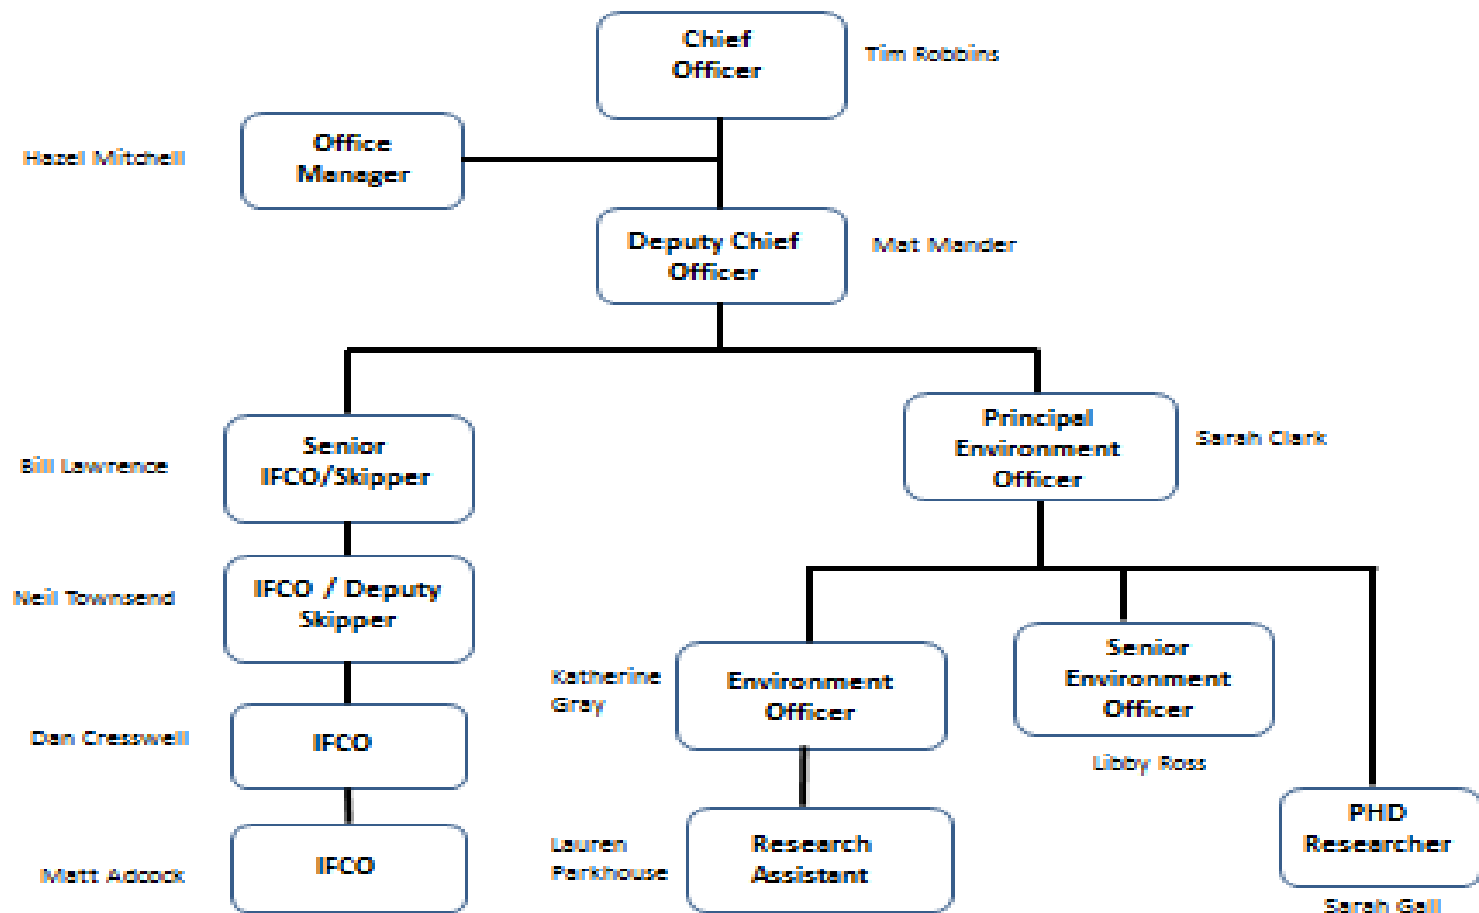 Chief
Officer
Tim Robbins
Office
Manager
Hazel Mitchell
Deputy Chief
Officer
Mat Mander
Senior
IFCO/Skipper
Bill Lawrence
Principal
Environment
Officer
Sarah Clark
IFCO / Deputy
Skipper
Neil Townsend
Katherine
Gray
Environment
Officer
Senior
Environment
Officer
Libby Ross
Dan Cresswell
IFCO
Matt Adcock
IFCO
Lauren
Parkhouse
Research
Assistant
PHD
Researcher
Sarah Gall